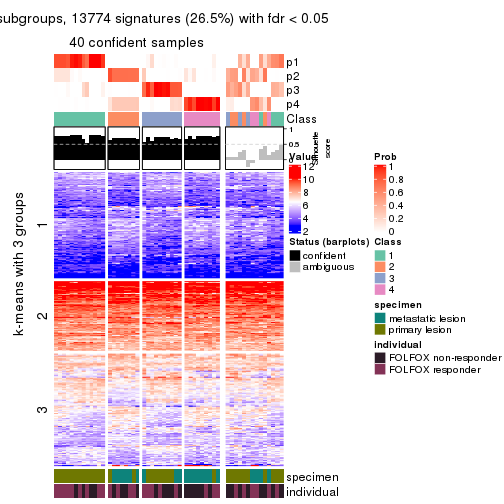 subgroups, 13774 signatures (26.5%) with fdr < 0.05
40 confident samples
p1
p2
p3
p4
Class
1
0.5
0
Silhouette
score
k-means with 3 groups
1
2
3
specimen
individual
Value
12
10
8
6
4
2
Status (barplots)
confident
ambiguous
Prob
1
0.8
0.6
0.4
0.2
0
Class
1
2
3
4
specimen
metastatic lesion
primary lesion
individual
FOLFOX non-responder
FOLFOX responder